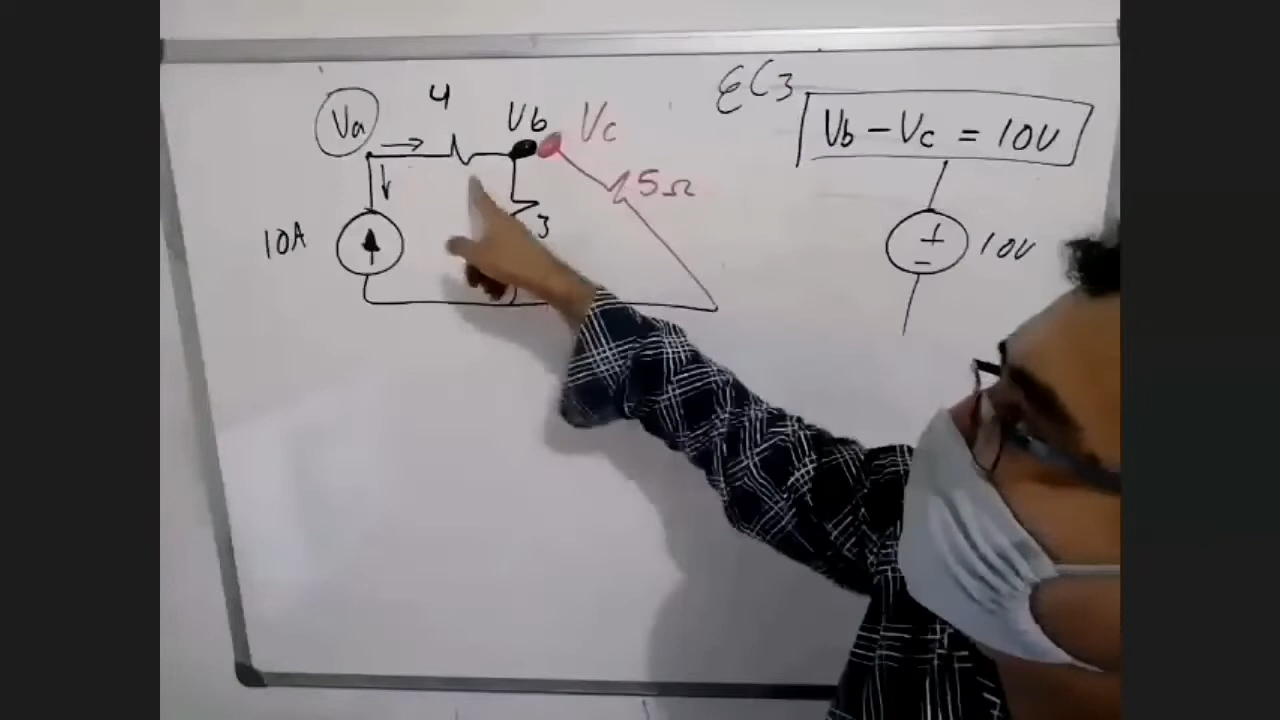 Va
4
Vb
Vc
5Ω
3
10A
EC3
Vb - Vc = 10V
10V